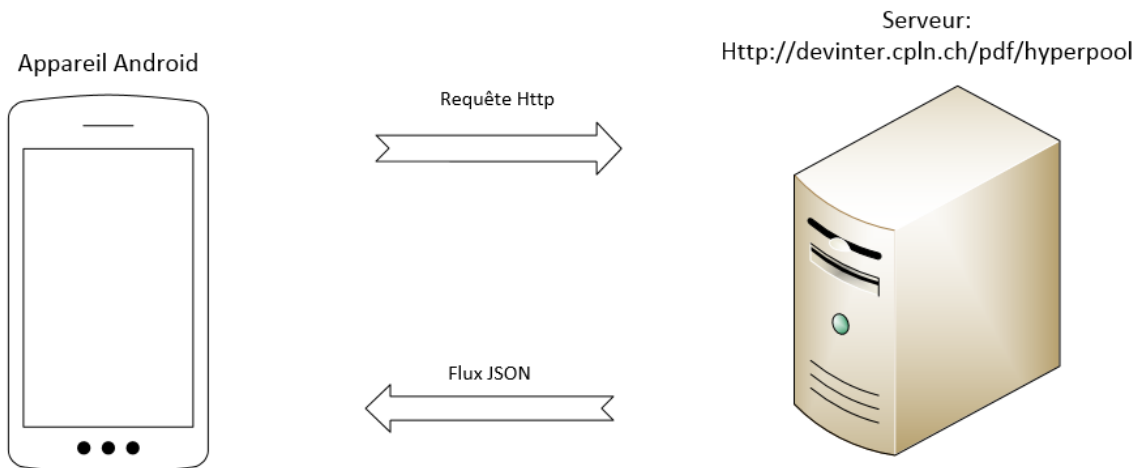 Serveur:
Http://devinter.cpln.ch/pdf/hyperpool
Appareil Android
Requête Http
Flux JSON